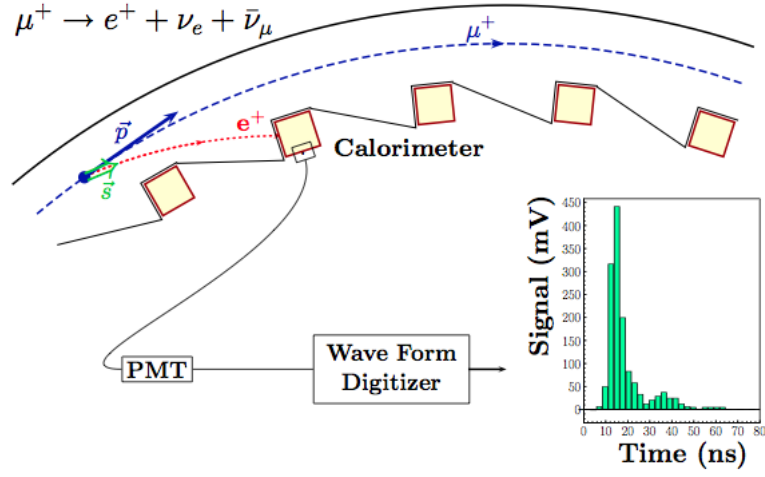 μ⁺ → e⁺ + νₑ + ν̄_μ
μ⁺
p⃗
e⁺
s⃗
Calorimeter
PMT
Wave Form
Digitizer
Signal (mV)
450
400
350
300
250
200
150
100
50
0
0 10 20 30 40 50 60 70 80
Time (ns)